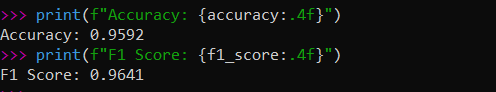 >>> print(f"Accuracy: {accuracy:.4f}")
Accuracy: 0.9592
>>> print(f"F1 Score: {f1_score:.4f}")
F1 Score: 0.9641